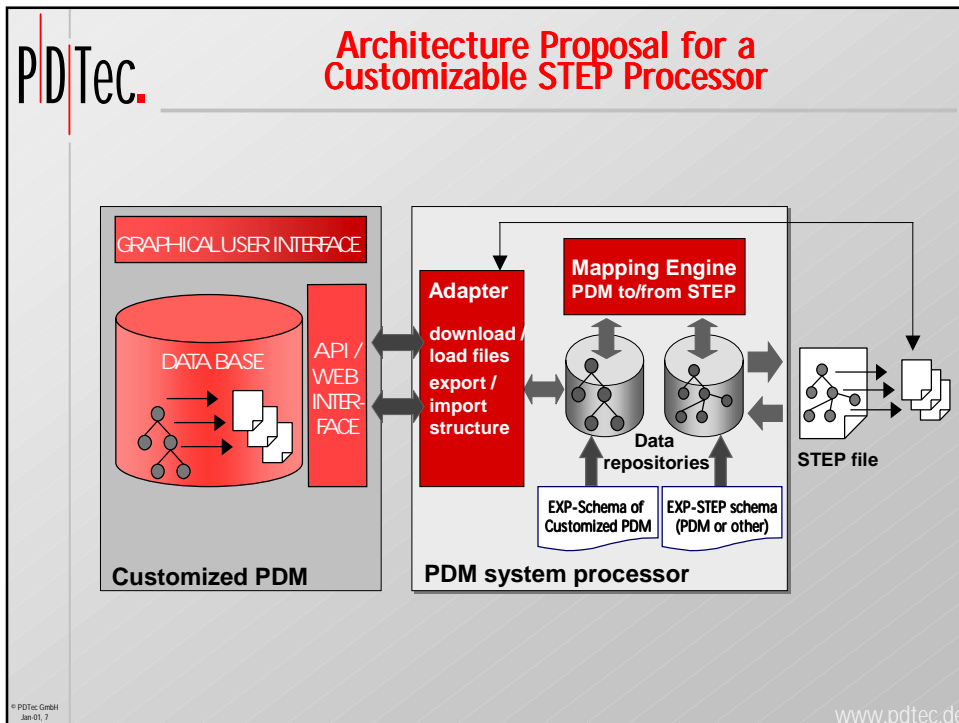 PDTec.
Architecture Proposal for a
Customizable STEP Processor
GRAPHICAL USER INTERFACE
DATA BASE
API /
WEB
INTER-
FACE
Customized PDM
Adapter
download /
load files
export /
import
structure
Mapping Engine
PDM to/from STEP
Data
repositories
EXP-Schema of
Customized PDM
EXP-STEP schema
(PDM or other)
PDM system processor
STEP file
© PDTec GmbH
Jan-01, 7
www.pdtec.de